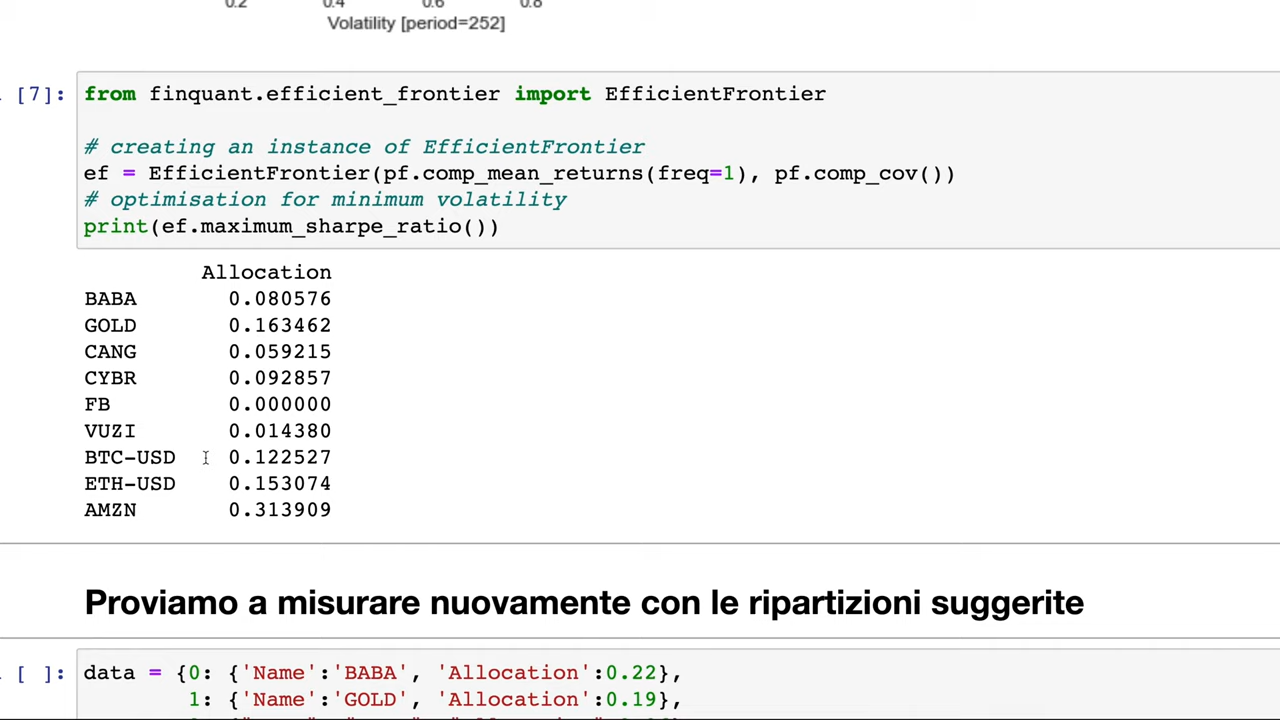 0.2 0.4 0.6 0.8
Volatility [period=252]
[7]: from finquant.efficient_frontier import EfficientFrontier
# creating an instance of EfficientFrontier
ef = EfficientFrontier(pf.comp_mean_returns(freq=1), pf.comp_cov())
# optimisation for minimum volatility
print(ef.maximum_sharpe_ratio())
Allocation
BABA 0.080576
GOLD 0.163462
CANG 0.059215
CYBR 0.092857
FB 0.000000
VUZI 0.014380
BTC-USD 0.122527
ETH-USD 0.153074
AMZN 0.313909
Proviamo a misurare nuovamente con le ripartizioni suggerite
[ ]: data = {0: {'Name':'BABA', 'Allocation':0.22},
1: {'Name':'GOLD', 'Allocation':0.19},